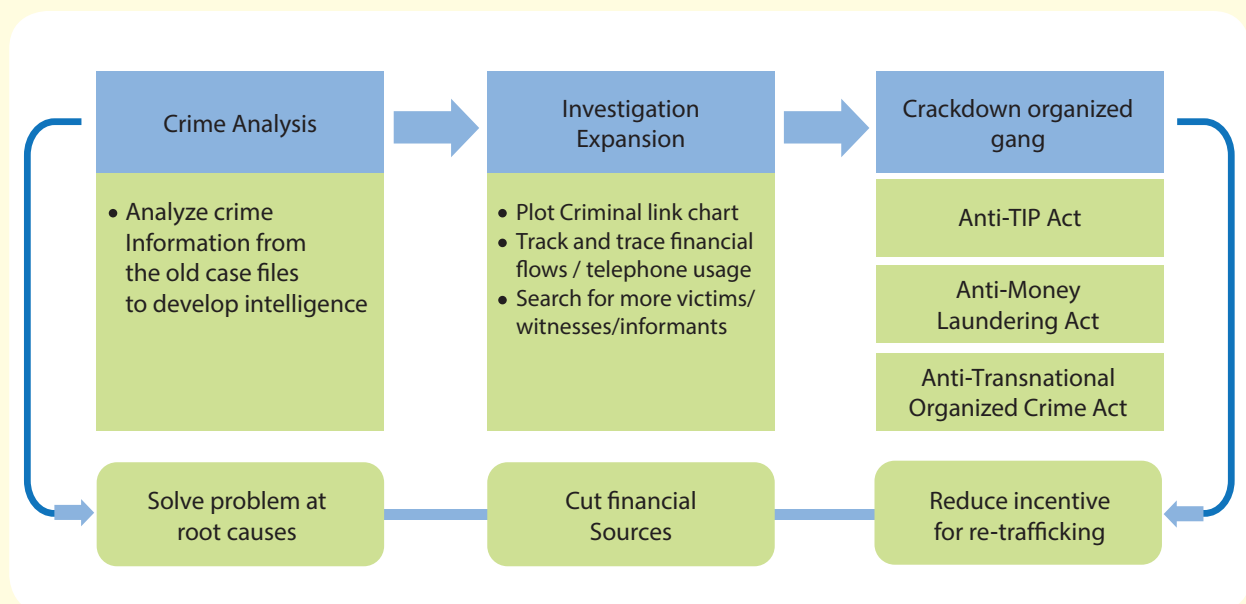 Crime Analysis
• Analyze crime
Information from
the old case files
to develop intelligence
Investigation
Expansion
• Plot Criminal link chart
• Track and trace financial
flows / telephone usage
• Search for more victims/
witnesses/informants
Crackdown organized
gang
Anti-TIP Act
Anti-Money
Laundering Act
Anti-Transnational
Organized Crime Act
Solve problem at
root causes
Cut financial
Sources
Reduce incentive
for re-trafficking